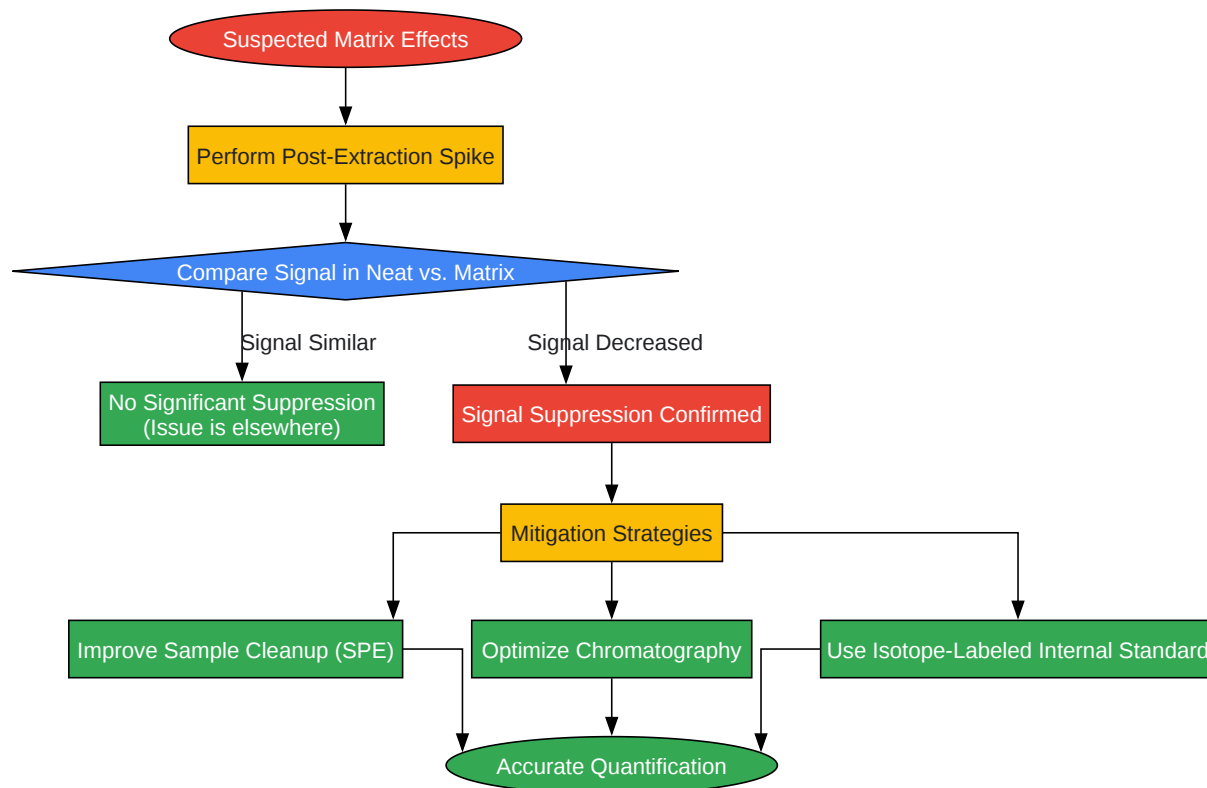 Suspected Matrix Effects
Perform Post-Extraction Spike
Compare Signal in Neat vs. Matrix
Signal Similar
Signal Decreased
No Significant Suppression
(Issue is elsewhere)
Signal Suppression Confirmed
Mitigation Strategies
Improve Sample Cleanup (SPE)
Optimize Chromatography
Use Isotope-Labeled Internal Standard
Accurate Quantification